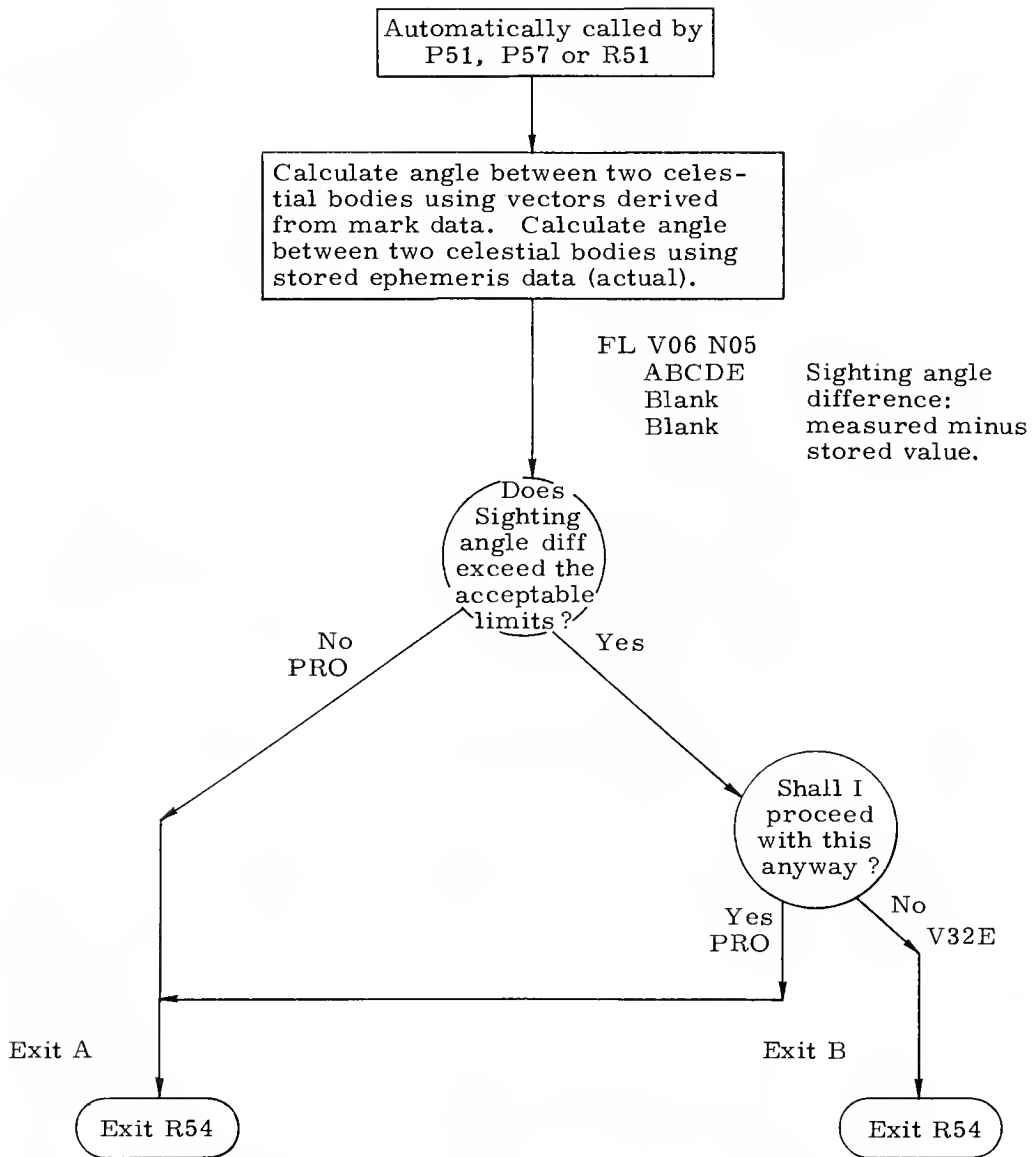 Automatically called by
P51, P57 or R51
Calculate angle between two celes-
tial bodies using vectors derived
from mark data. Calculate angle
between two celestial bodies using
stored ephemeris data (actual).
FL V06 N05
ABCDE
Blank
Blank
Sighting angle
difference:
measured minus
stored value.
Does
Sighting
angle diff
exceed the
acceptable
limits ?
No
PRO
Yes
Shall I
proceed
with this
anyway ?
Yes
PRO
No
V32E
Exit A
Exit B
Exit R54
Exit R54